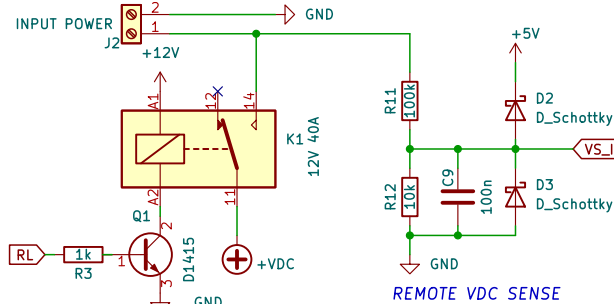 2
GND
INPUT POWER
1
J2
+12V
+5V
A1
12
14
R11
100k
D2
D_Schottky
K1
12V 40A
VS_I
A2
11
R12
10k
C9
100n
D3
D_Schottky
Q1
2
D1415
RL
1k
1
R3
+VDC
GND
3
REMOTE VDC SENSE
GND